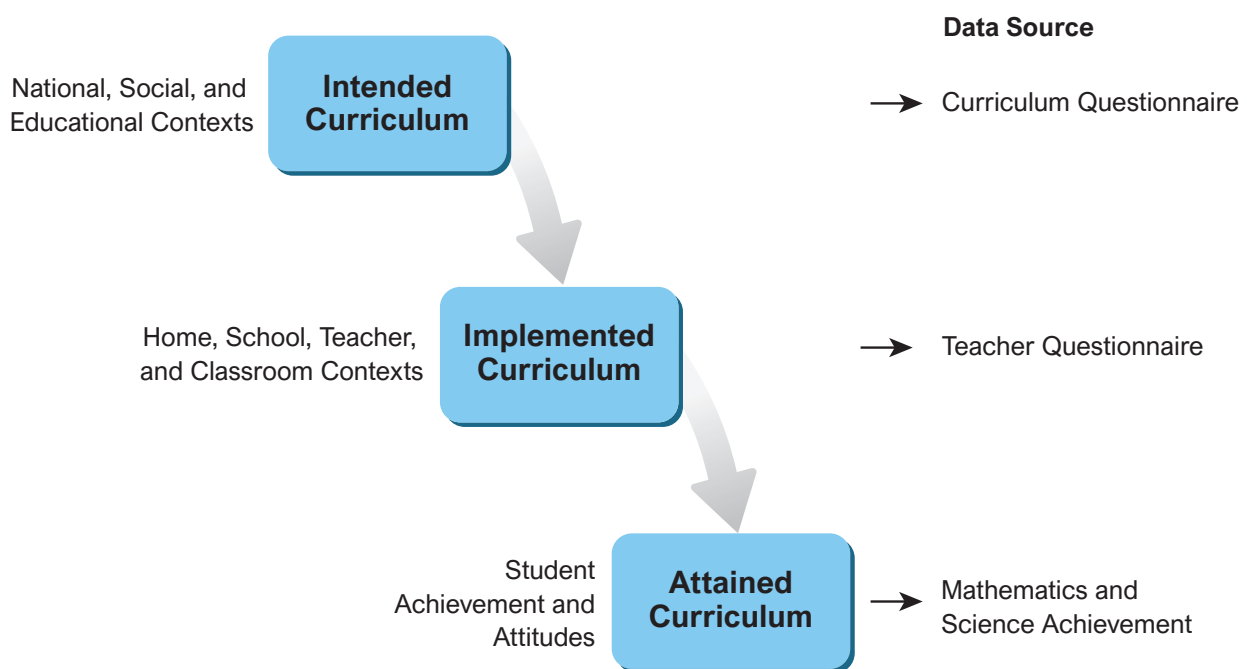 Data Source
National, Social, and
Educational Contexts
Intended
Curriculum
Curriculum Questionnaire
Home, School, Teacher,
and Classroom Contexts
Implemented
Curriculum
Teacher Questionnaire
Student
Achievement and
Attitudes
Attained
Curriculum
Mathematics and
Science Achievement